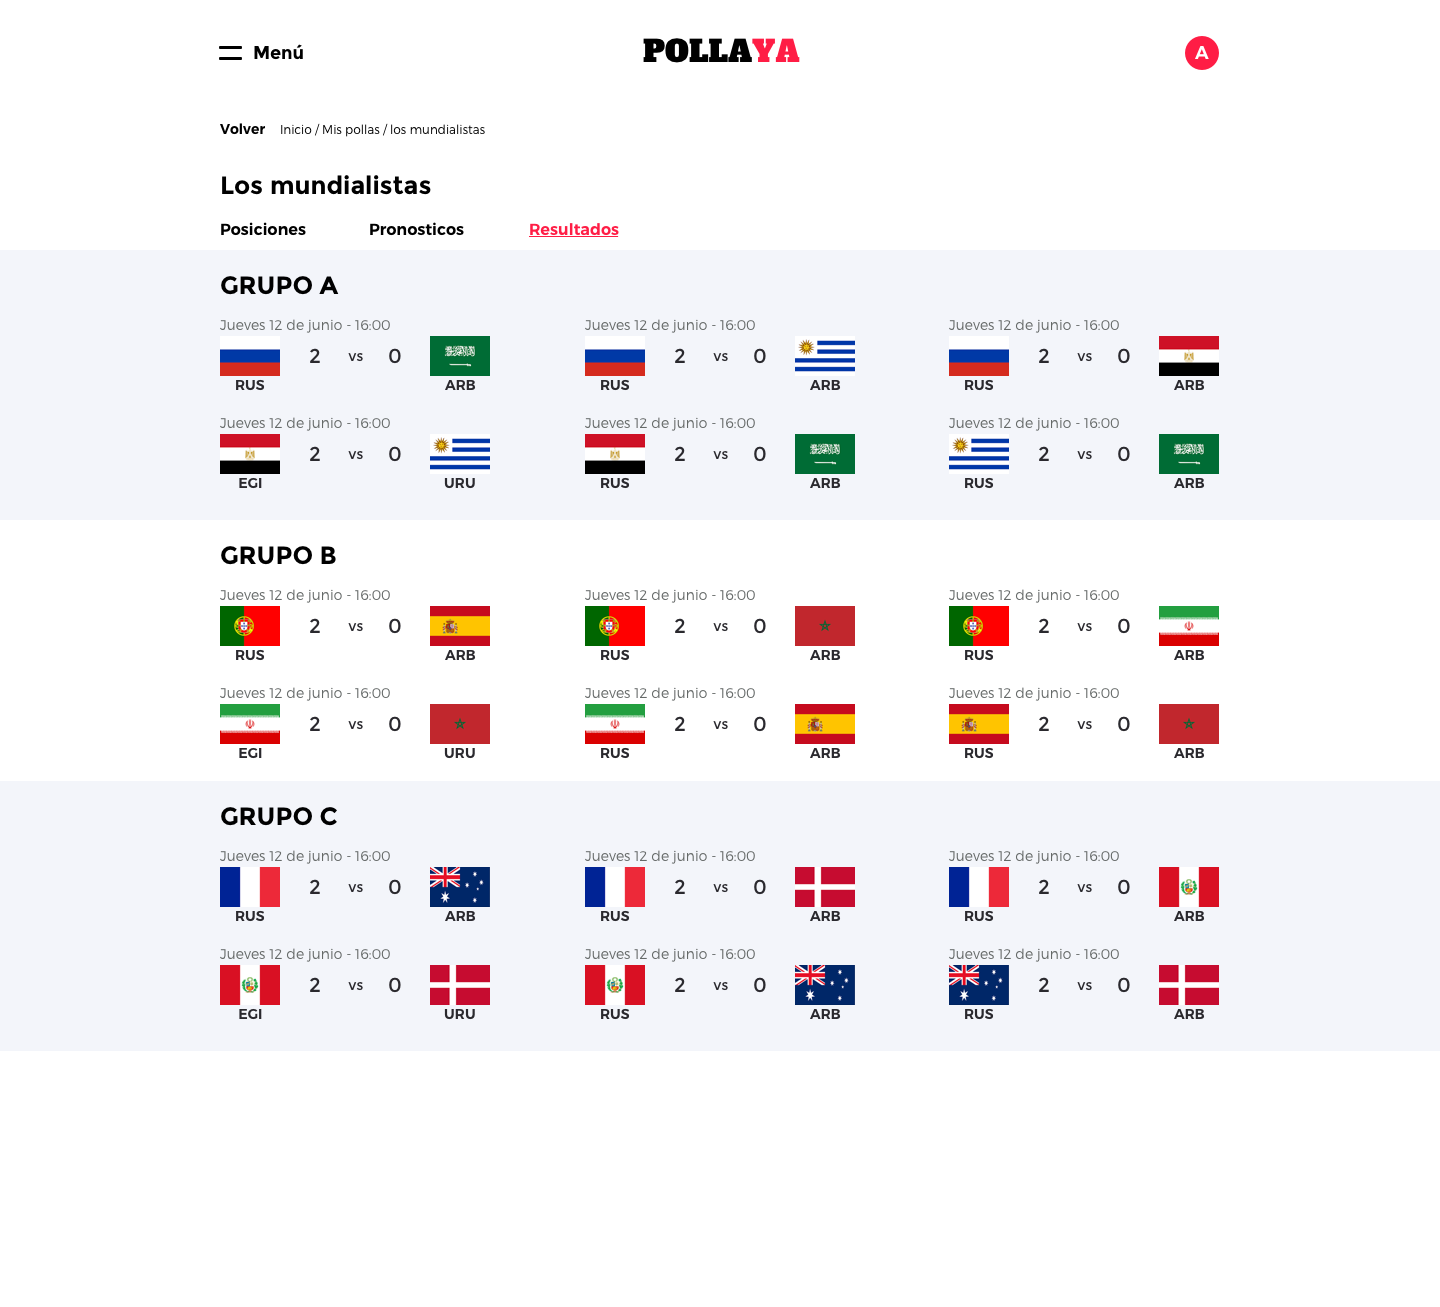 Menú
POLLAYA
A
Volver Inicio / Mis pollas / los mundialistas
Los mundialistas
Posiciones Pronosticos Resultados
GRUPO A
Jueves 12 de junio - 16:00 Jueves 12 de junio - 16:00 Jueves 12 de junio - 16:00
2 vs 0 2 vs 0 2 vs 0
RUS ARB RUS ARB RUS ARB
Jueves 12 de junio - 16:00 Jueves 12 de junio - 16:00 Jueves 12 de junio - 16:00
2 vs 0 2 vs 0 2 vs 0
EGI URU RUS ARB RUS ARB
GRUPO B
Jueves 12 de junio - 16:00 Jueves 12 de junio - 16:00 Jueves 12 de junio - 16:00
2 vs 0 2 vs 0 2 vs 0
RUS ARB RUS ARB RUS ARB
Jueves 12 de junio - 16:00 Jueves 12 de junio - 16:00 Jueves 12 de junio - 16:00
2 vs 0 2 vs 0 2 vs 0
EGI URU RUS ARB RUS ARB
GRUPO C
Jueves 12 de junio - 16:00 Jueves 12 de junio - 16:00 Jueves 12 de junio - 16:00
2 vs 0 2 vs 0 2 vs 0
RUS ARB RUS ARB RUS ARB
Jueves 12 de junio - 16:00 Jueves 12 de junio - 16:00 Jueves 12 de junio - 16:00
2 vs 0 2 vs 0 2 vs 0
EGI URU RUS ARB RUS ARB